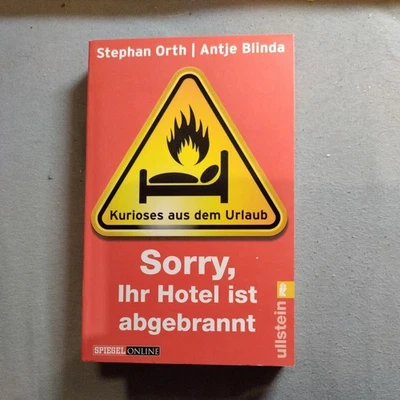 Stephan Orth | Antje Blinda
Kurioses aus dem Urlaub
Sorry,
Ihr Hotel ist
abgebrannt
ullstein
SPIEGEL ONLINE